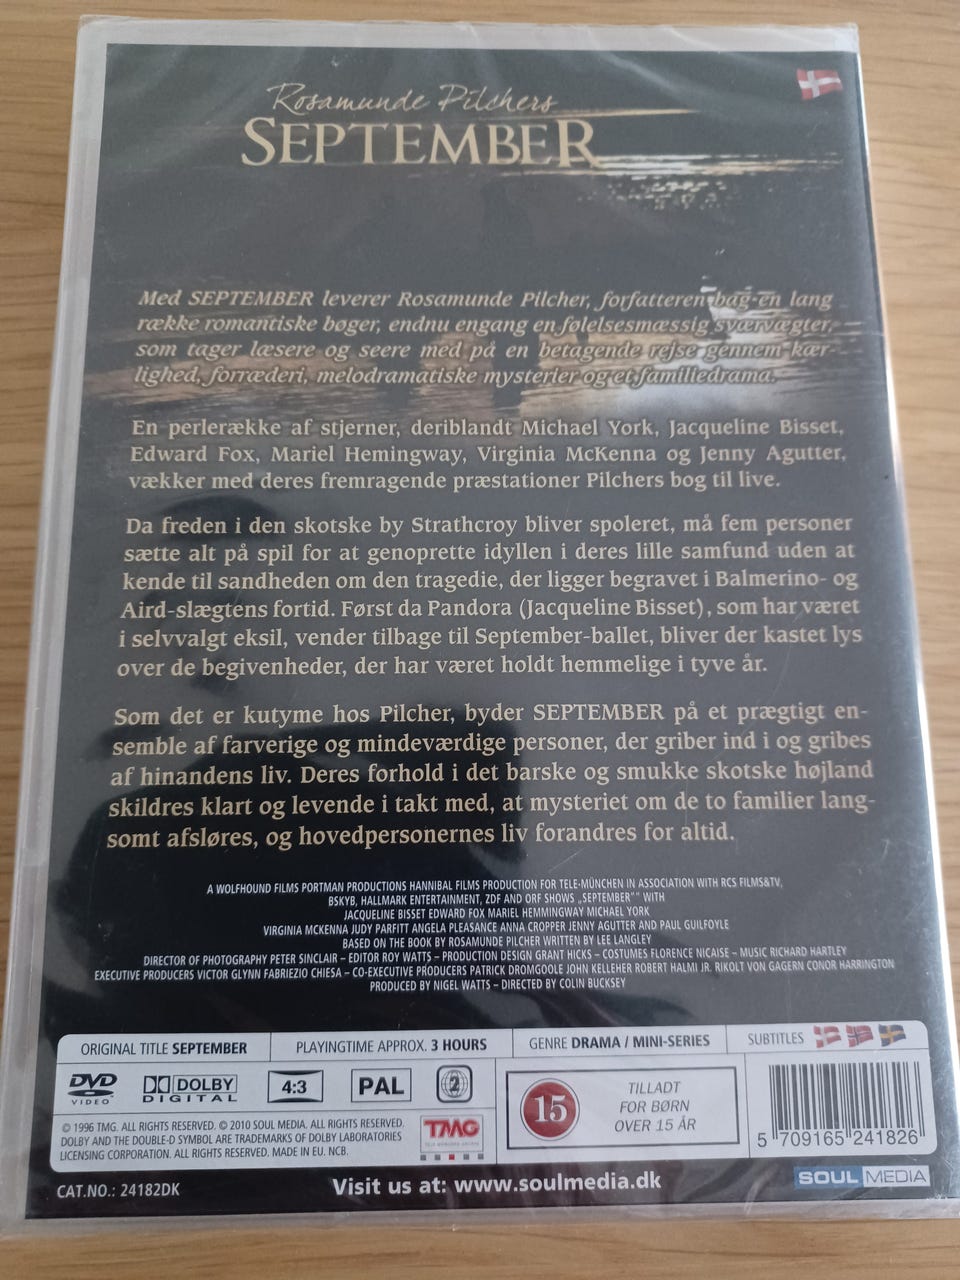 Rosamunde Pilchers
SEPTEMBER
Med SEPTEMBER leverer Rosamunde Pilcher, forfatteren bag en lang
række romantiske bøger, endnu engang en følelsesmæssig sværvægter,
som tager læsere og seere med på en betagende rejse gennem kær-
lighed, forræderi, melodramatiske mysterier og et familiedrama.
En perlerække af stjerner, deriblandt Michael York, Jacqueline Bisset,
Edward Fox, Mariel Hemingway, Virginia McKenna og Jenny Agutter,
vækker med deres fremragende præstationer Pilchers bog til live.
Da freden i den skotske by Strathcroy bliver spoleret, må fem personer
sætte alt på spil for at genoprette idyllen i deres lille samfund uden at
kende til sandheden om den tragedie, der ligger begravet i Balmerino- og
Aird-slægtens fortid. Først da Pandora (Jacqueline Bisset), som har været
i selvvalgt eksil, vender tilbage til September-ballet, bliver der kastet lys
over de begivenheder, der har været holdt hemmelige i tyve år.
Som det er kutyme hos Pilcher, byder SEPTEMBER på et prægtigt en-
semble af farverige og mindeværdige personer, der griber ind i og gribes
af hinandens liv. Deres forhold i det barske og smukke skotske højland
skildres klart og levende i takt med, at mysteriet om de to familier lang-
somt afsløres, og hovedpersonernes liv forandres for altid.
A WOLFHOUND FILMS PORTMAN PRODUCTIONS HANNIBAL FILMS PRODUCTION FOR TELE-MÜNCHEN IN ASSOCIATION WITH RCS FILMS&TV,
BSKYB, HALLMARK ENTERTAINMENT, ZDF AND ORF SHOWS „SEPTEMBER"" WITH
JACQUELINE BISSET EDWARD FOX MARIEL HEMMINGWAY MICHAEL YORK
VIRGINIA MCKENNA JUDY PARFITT ANGELA PLEASANCE ANNA CROPPER JENNY AGUTTER AND PAUL GUILFOYLE
BASED ON THE BOOK BY ROSAMUNDE PILCHER WRITTEN BY LEE LANGLEY
DIRECTOR OF PHOTOGRAPHY PETER SINCLAIR – EDITOR ROY WATTS – PRODUCTION DESIGN GRANT HICKS – COSTUMES FLORENCE NICAISE – MUSIC RICHARD HARTLEY
EXECUTIVE PRODUCERS VICTOR GLYNN FABRIEZIO CHIESA – CO-EXECUTIVE PRODUCERS PATRICK DROMGOOLE JOHN KELLEHER ROBERT HALMI JR. RIKOLT VON GAGERN CONOR HARRINGTON
PRODUCED BY NIGEL WATTS – DIRECTED BY COLIN BUCKSEY
ORIGINAL TITLE SEPTEMBER
PLAYINGTIME APPROX. 3 HOURS
GENRE DRAMA / MINI-SERIES
SUBTITLES
DVD
VIDEO
DOLBY
DIGITAL
4:3
PAL
2
15
TILLADT
FOR BØRN
OVER 15 ÅR
5 709165 241826
© 1996 TMG. ALL RIGHTS RESERVED. © 2010 SOUL MEDIA. ALL RIGHTS RESERVED.
DOLBY AND THE DOUBLE-D SYMBOL ARE TRADEMARKS OF DOLBY LABORATORIES
LICENSING CORPORATION. ALL RIGHTS RESERVED. MADE IN EU. NCB.
TMG
CAT.NO.: 24182DK
Visit us at: www.soulmedia.dk
SOUL MEDIA